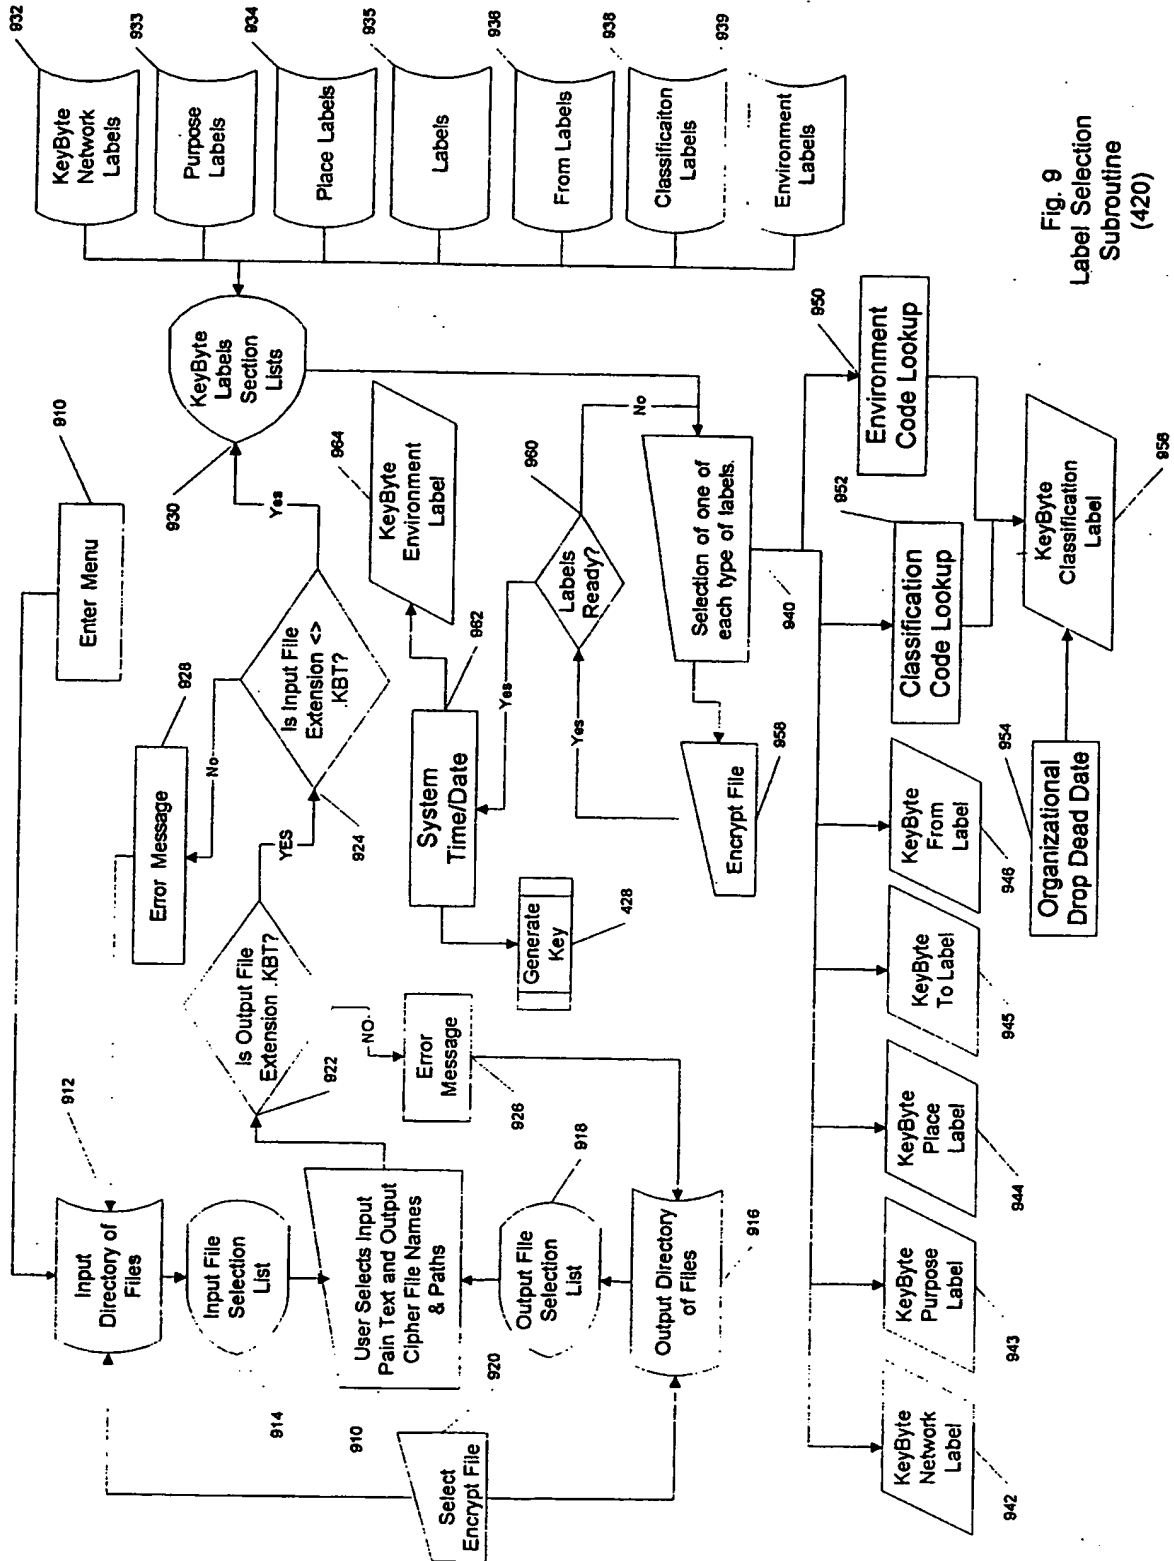 910
Enter Menu
912
Input
Directory of
Files
Input File
Selection
List
914
User Selects Input
Pain Text and Output
Cipher File Names
& Paths
910
920
Select
Encrypt File
Output File
Selection
List
918
Output Directory
of Files
916
Is Output File
Extension .KBT?
922
YES
NO
Error
Message
926
Is Input File
Extension <>
.KBT?
924
No
Yes
Error Message
928
KeyByte
Labels
Section
Lists
930
KeyByte
Network
Labels
932
Purpose
Labels
933
Place Labels
934
Labels
935
From Labels
936
Classificaiton
Labels
938
Environment
Labels
939
KeyByte
Environment
Label
964
System
Time/Date
962
Generate
Key
428
Labels
Ready?
960
Yes
No
Yes
Selection of one of
each type of labels.
940
Encrypt File
958
Environment
Code Lookup
950
Classification
Code Lookup
952
Organizational
Drop Dead Date
954
KeyByte
Classification
Label
956
KeyByte
Network
Label
942
KeyByte
Purpose
Label
943
KeyByte
Place
Label
944
KeyByte
To Label
945
KeyByte
From
Label
946
Fig. 9
Label Selection
Subroutine
(420)